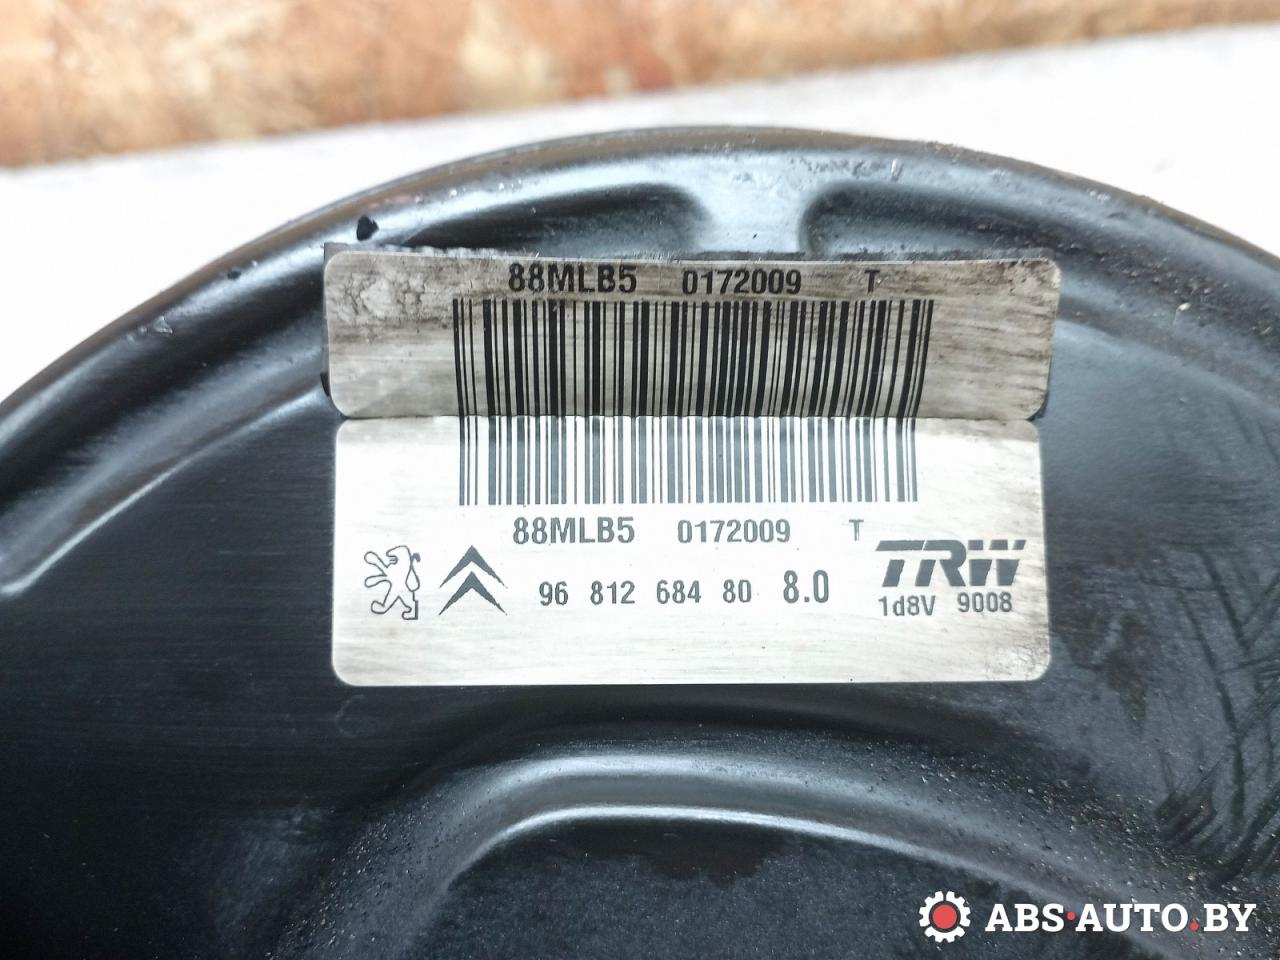 88MLB5 0172009 T
88MLB5 0172009 T
96 812 684 80 8.0 TRW
1d8V 9008
ABS·AUTO.BY